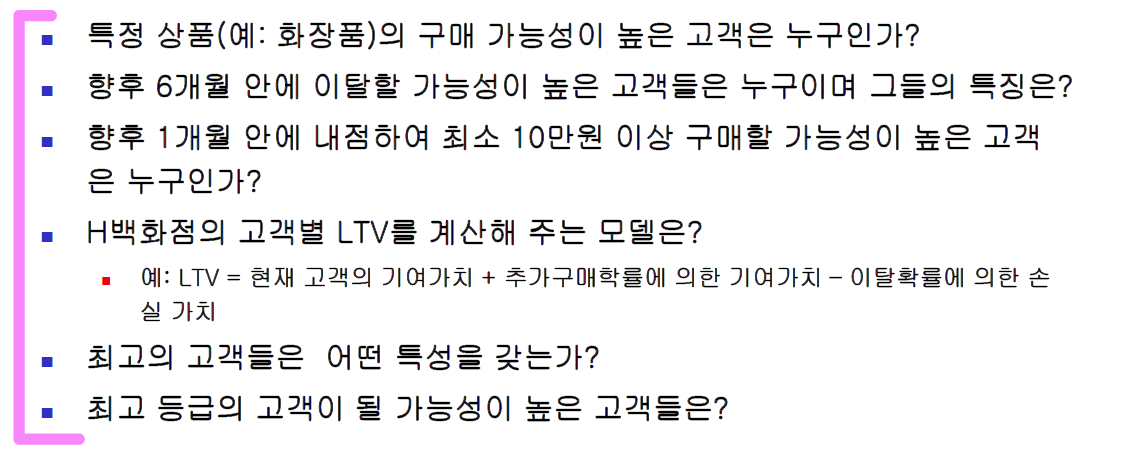 특정 상품(예: 화장품)의 구매 가능성이 높은 고객은 누구인가?
향후 6개월 안에 이탈할 가능성이 높은 고객들은 누구이며 그들의 특징은?
향후 1개월 안에 내점하여 최소 10만원 이상 구매할 가능성이 높은 고객
은 누구인가?
H백화점의 고객별 LTV를 계산해 주는 모델은?
예: LTV = 현재 고객의 기여가치 + 추가구매학률에 의한 기여가치 – 이탈확률에 의한 손
실 가치
최고의 고객들은 어떤 특성을 갖는가?
최고 등급의 고객이 될 가능성이 높은 고객들은?